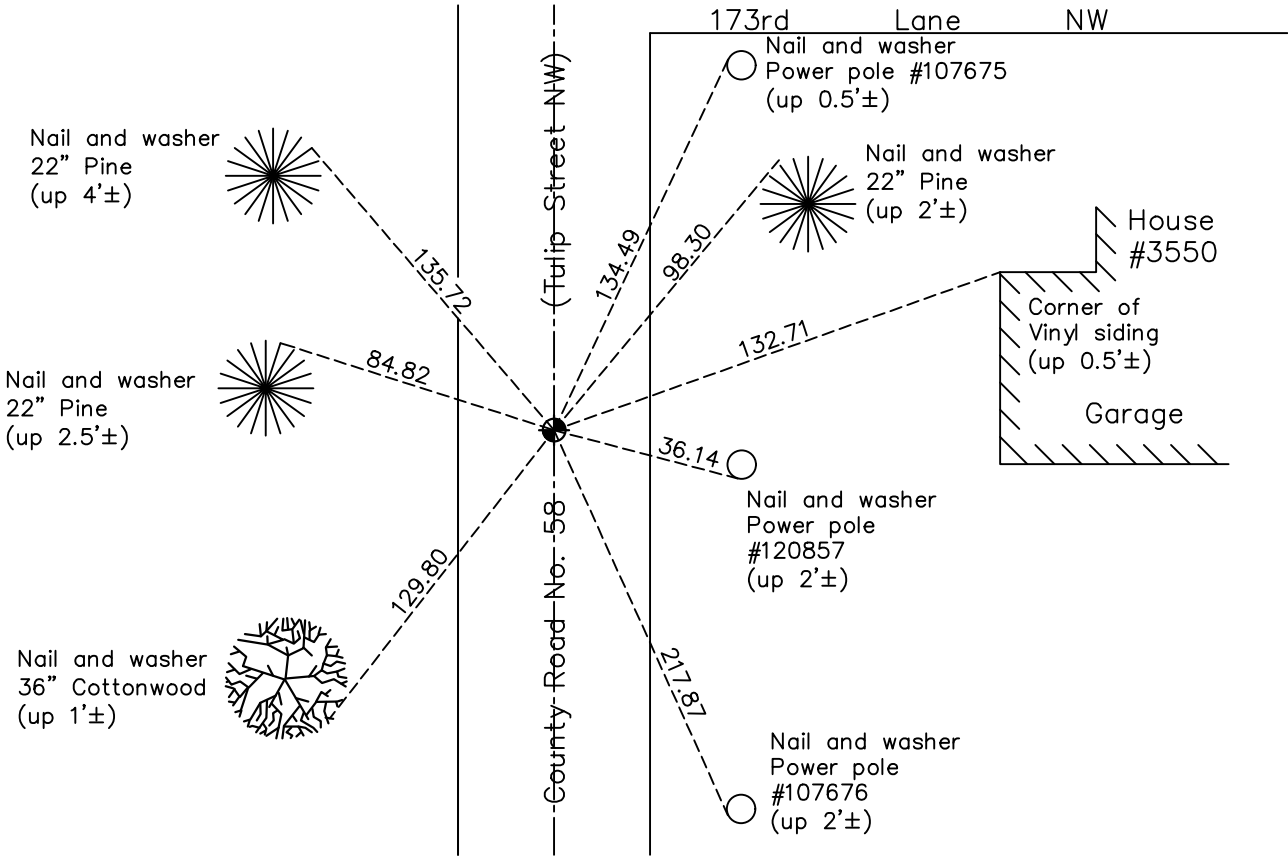 173rd Lane NW
Nail and washer
Power pole #107675
(up 0.5'±)
Nail and washer
22" Pine
(up 4'±)
Nail and washer
22" Pine
(up 2'±)
House
#3550
Corner of
Vinyl siding
(up 0.5'±)
Garage
135.72
134.49
98.30
132.71
84.82
36.14
129.80
217.87
(Tulip Street NW)
County Road No. 58
Nail and washer
22" Pine
(up 2.5'±)
Nail and washer
Power pole
#120857
(up 2'±)
Nail and washer
36" Cottonwood
(up 1'±)
Nail and washer
Power pole
#107676
(up 2'±)